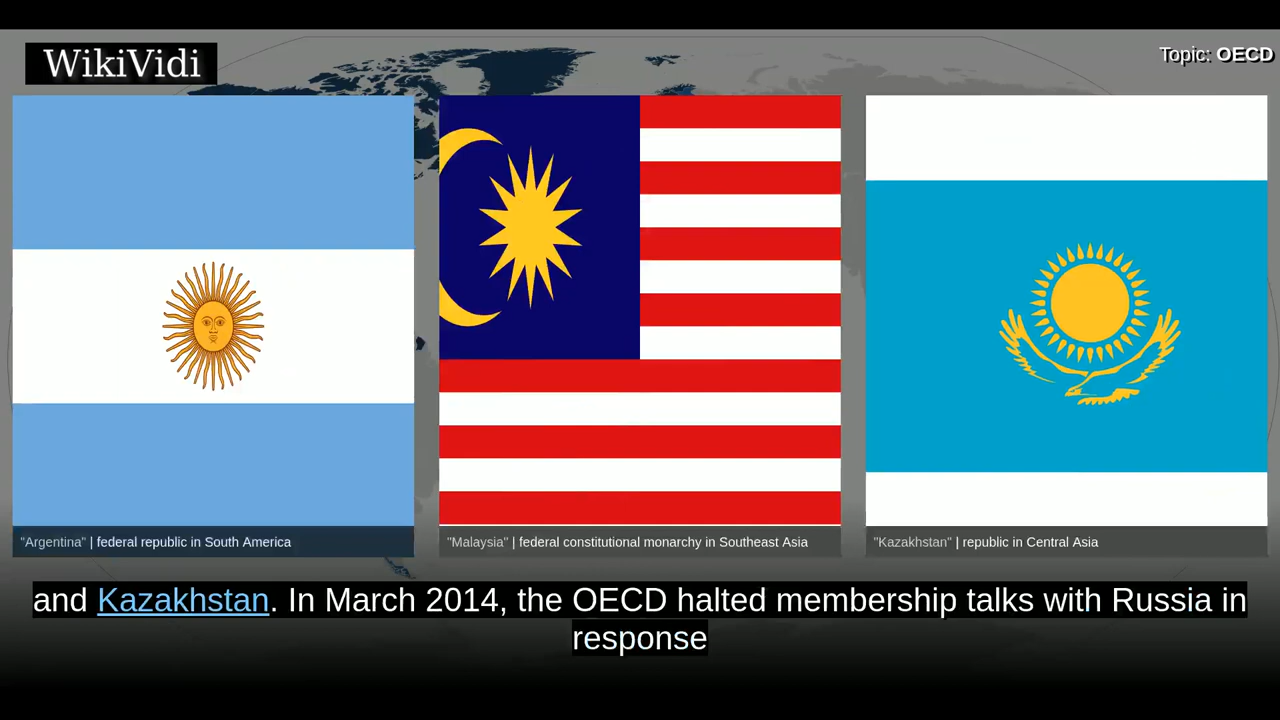 WikiVidi
Topic: OECD
"Argentina" | federal republic in South America
"Malaysia" | federal constitutional monarchy in Southeast Asia
"Kazakhstan" | republic in Central Asia
and Kazakhstan. In March 2014, the OECD halted membership talks with Russia in
response